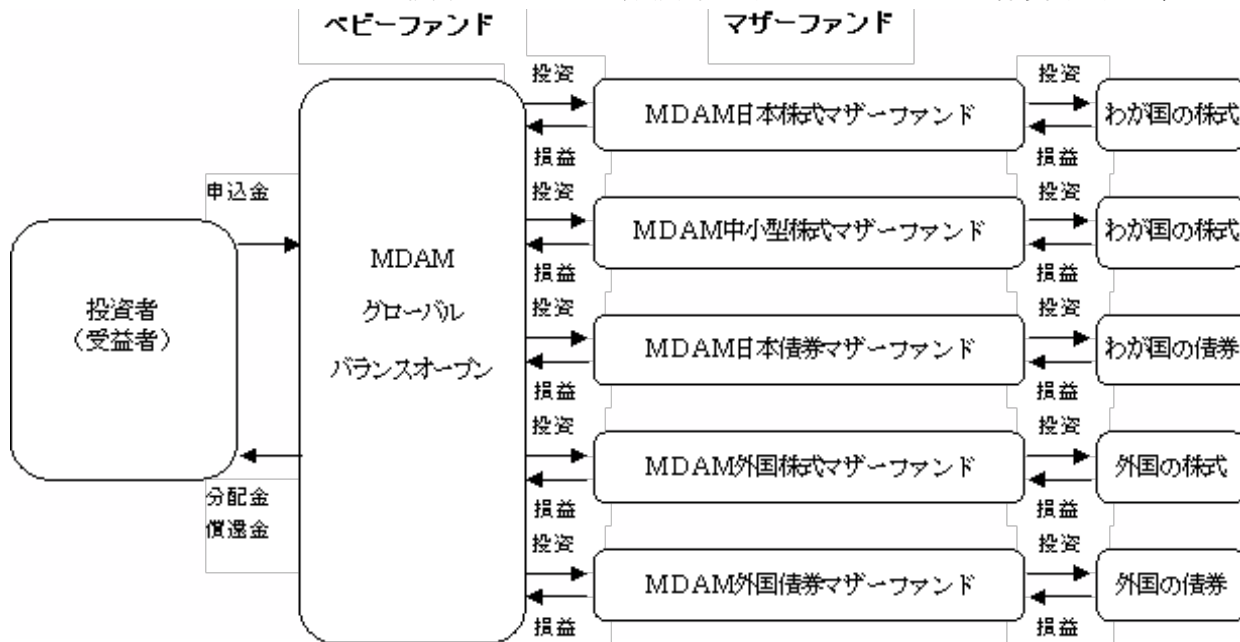 ベビーファンド
マザーファンド
投資
MDAM日本株式マザーファンド
損益
投資
わが国の株式
損益
申込金
投資
MDAM中小型株式マザーファンド
損益
投資
わが国の株式
損益
投資者
(受益者)
MDAM
グローバル
バランスオープン
投資
MDAM日本債券マザーファンド
損益
投資
わが国の債券
損益
投資
MDAM外国株式マザーファンド
損益
投資
外国の株式
損益
分配金
償還金
投資
MDAM外国債券マザーファンド
損益
投資
外国の債券
損益